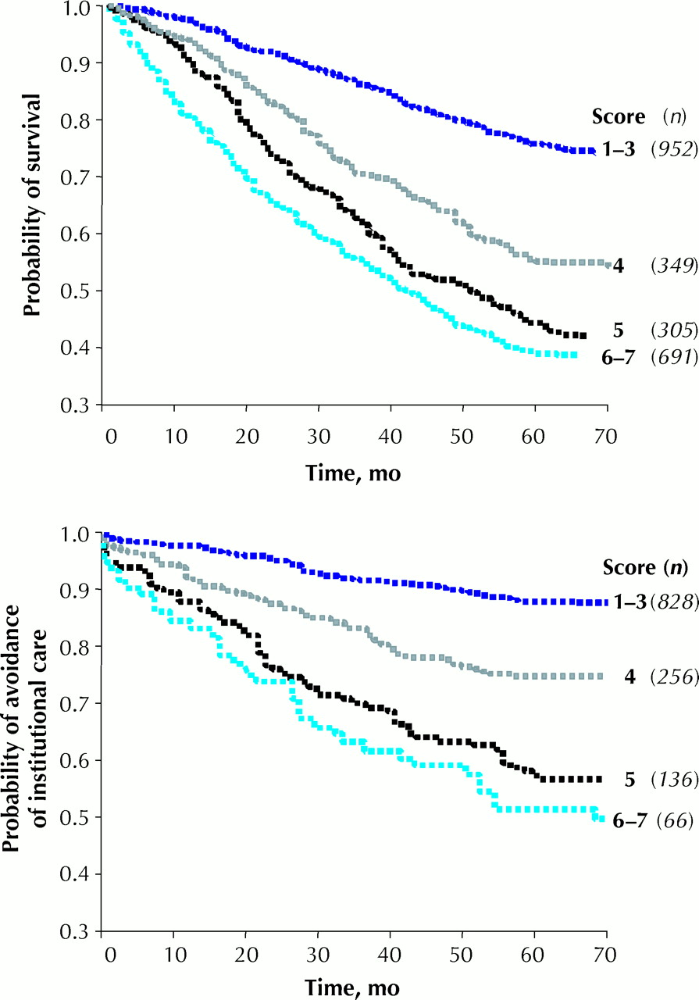 1.0
0.9
0.8
0.7
0.6
0.5
0.4
0.3
Probability of survival
Score (n)
1–3 (952)
4 (349)
5 (305)
6–7 (691)
0 10 20 30 40 50 60 70
Time, mo
1.0
0.9
0.8
0.7
0.6
0.5
0.4
0.3
Probability of avoidance
of institutional care
Score (n)
1–3 (828)
4 (256)
5 (136)
6–7 (66)
0 10 20 30 40 50 60 70
Time, mo